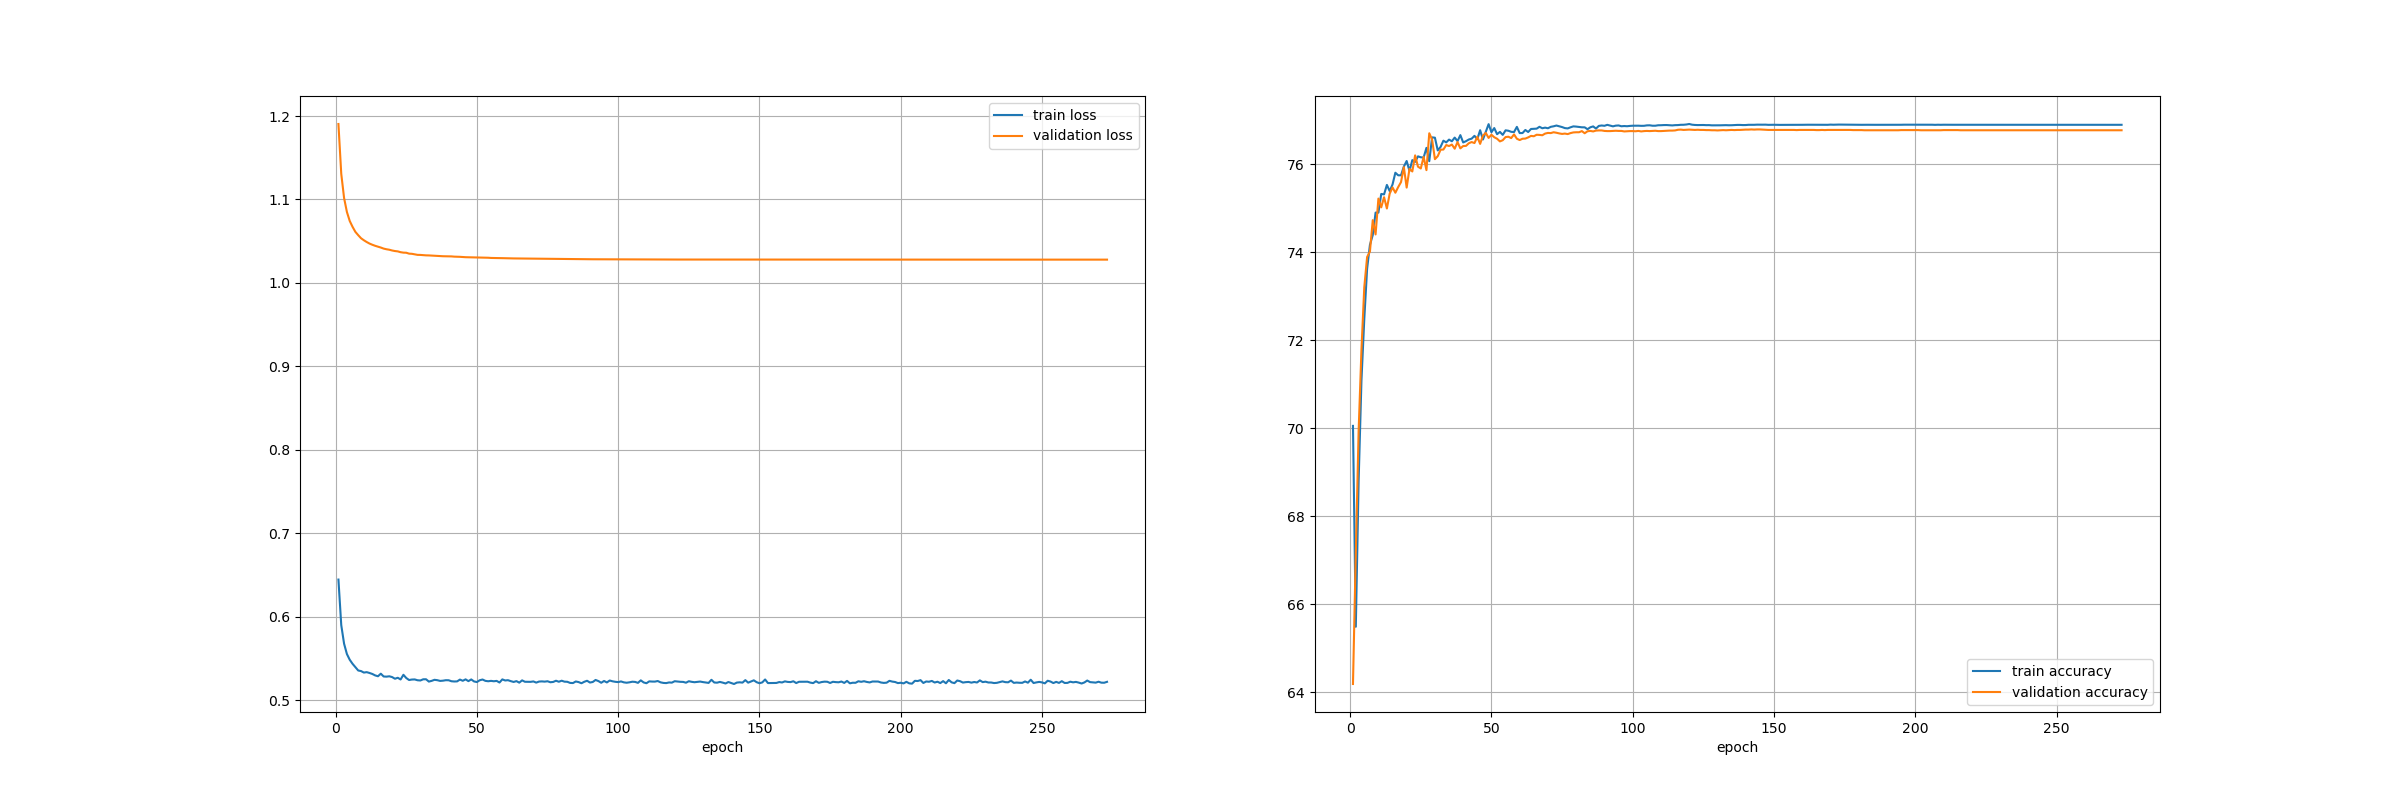 1.2
1.1
1.0
0.9
0.8
0.7
0.6
0.5
0 50 100 150 200 250
epoch
train loss
validation loss
76
74
72
70
68
66
64
0 50 100 150 200 250
epoch
train accuracy
validation accuracy